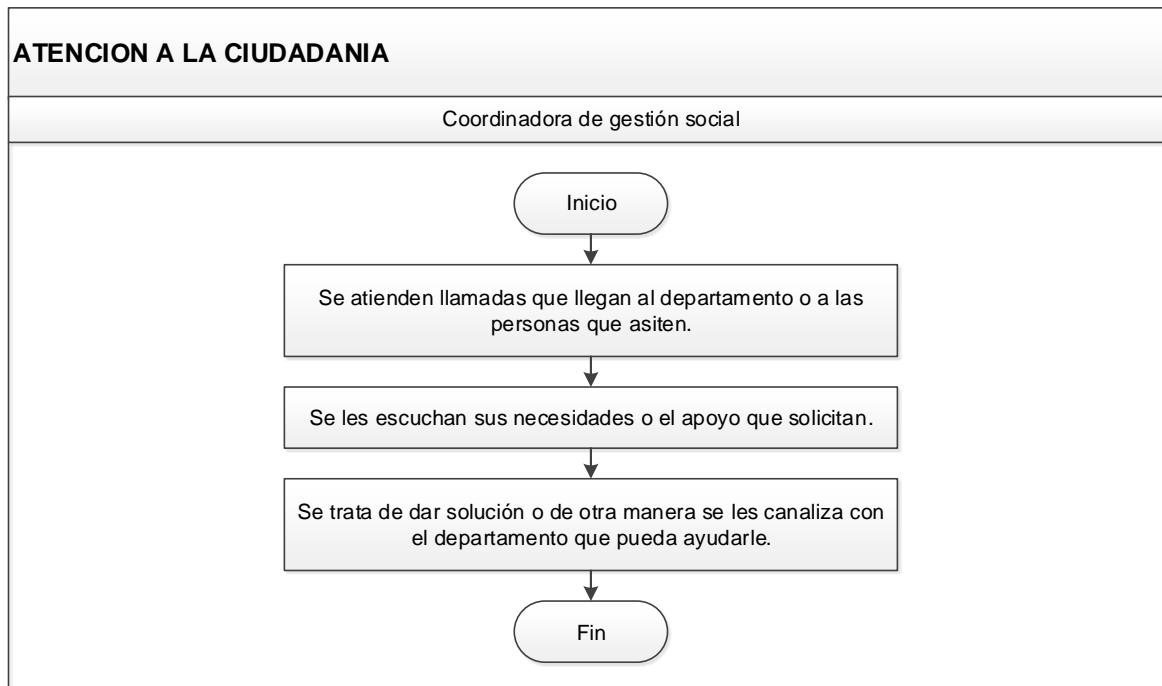 ATENCION A LA CIUDADANIA
Coordinadora de gestión social
Inicio
Se atienden llamadas que llegan al departamento o a las
personas que asiten.
Se les escuchan sus necesidades o el apoyo que solicitan.
Se trata de dar solución o de otra manera se les canaliza con
el departamento que pueda ayudarle.
Fin